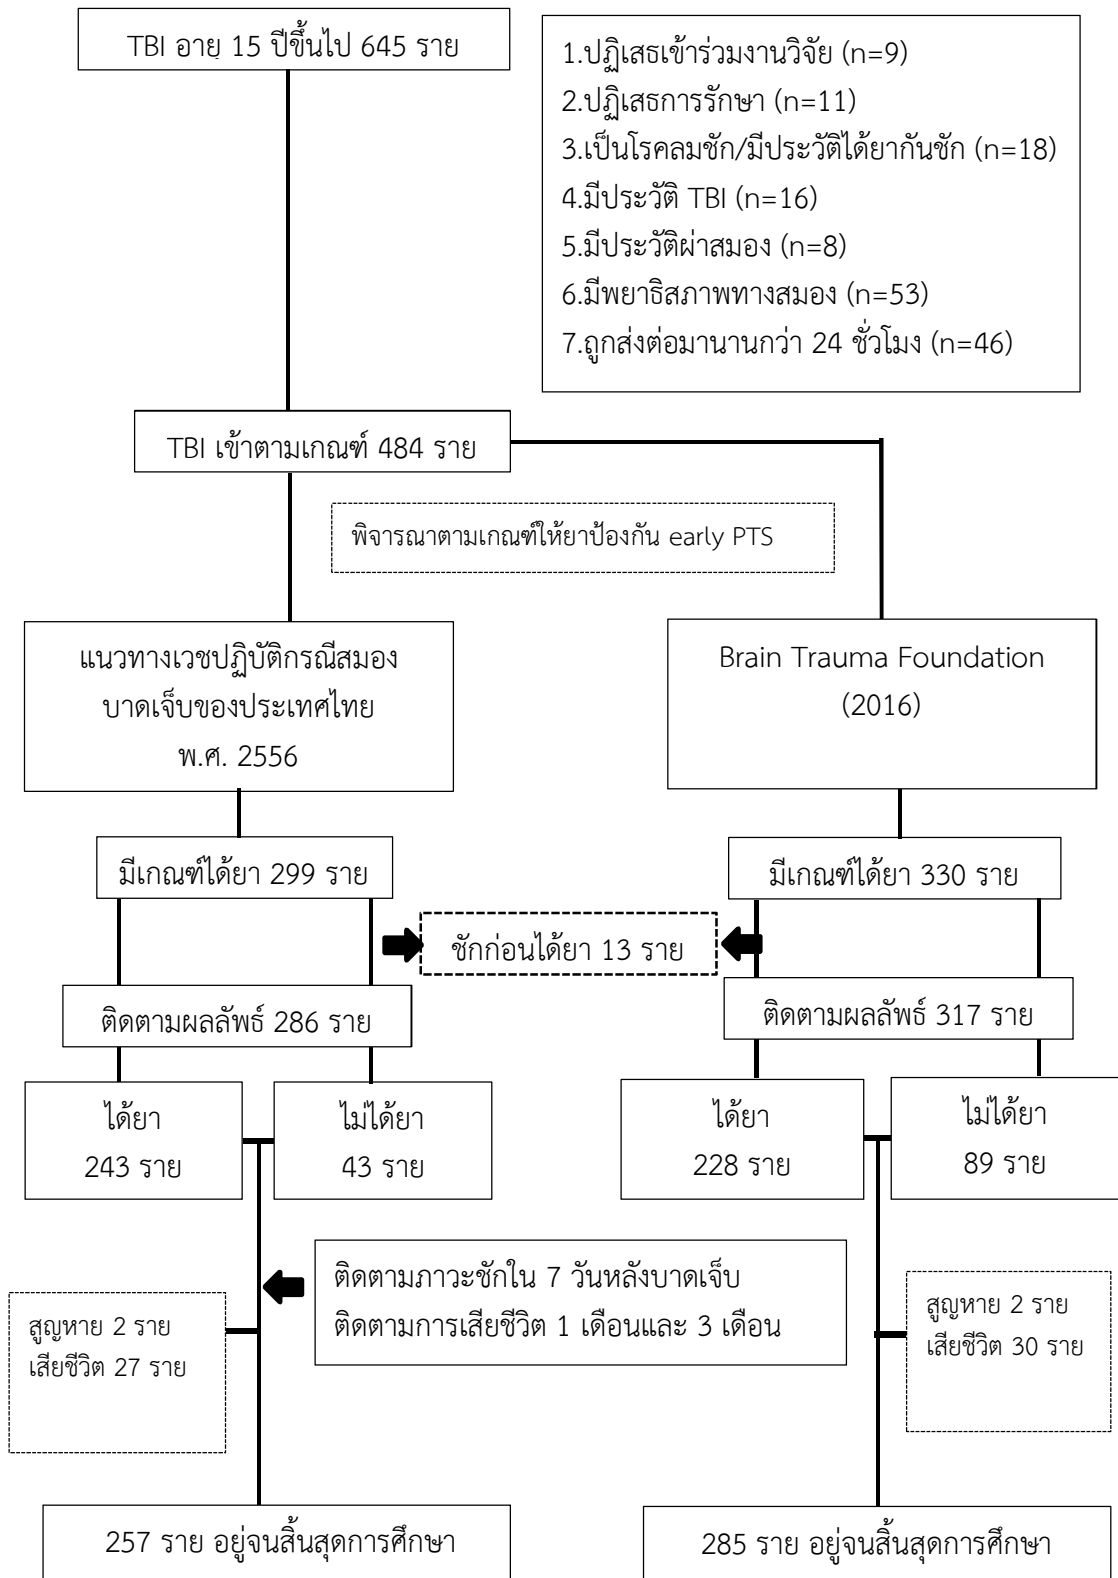 TBI อายุ 15 ปีขึ้นไป 645 ราย
1.ปฏิเสธเข้าร่วมงานวิจัย (n=9)
2.ปฏิเสธการรักษา (n=11)
3.เป็นโรคลมชัก/มีประวัติได้ยากันชัก (n=18)
4.มีประวัติ TBI (n=16)
5.มีประวัติผ่าสมอง (n=8)
6.มีพยาธิสภาพทางสมอง (n=53)
7.ถูกส่งต่อมานานกว่า 24 ชั่วโมง (n=46)
TBI เข้าตามเกณฑ์ 484 ราย
พิจารณาตามเกณฑ์ให้ยาป้องกัน early PTS
แนวทางเวชปฏิบัติกรณีสมอง
บาดเจ็บของประเทศไทย
พ.ศ. 2556
Brain Trauma Foundation
(2016)
มีเกณฑ์ได้ยา 299 ราย
มีเกณฑ์ได้ยา 330 ราย
ชักก่อนได้ยา 13 ราย
ติดตามผลลัพธ์ 286 ราย
ติดตามผลลัพธ์ 317 ราย
ได้ยา
243 ราย
ไม่ได้ยา
43 ราย
ได้ยา
228 ราย
ไม่ได้ยา
89 ราย
ติดตามภาวะชักใน 7 วันหลังบาดเจ็บ
ติดตามการเสียชีวิต 1 เดือนและ 3 เดือน
สูญหาย 2 ราย
เสียชีวิต 27 ราย
สูญหาย 2 ราย
เสียชีวิต 30 ราย
257 ราย อยู่จนสิ้นสุดการศึกษา
285 ราย อยู่จนสิ้นสุดการศึกษา